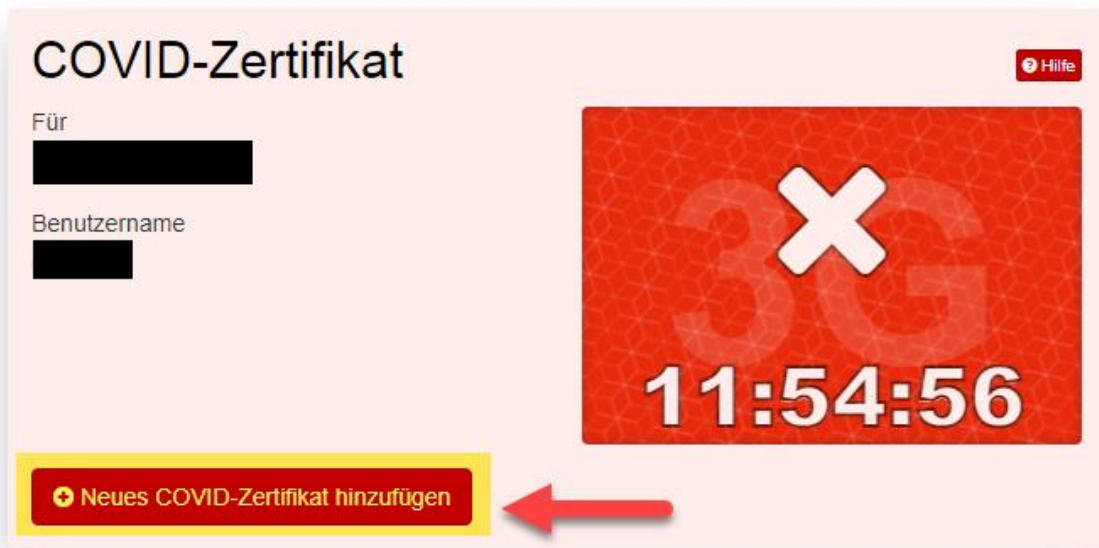 COVID-Zertifikat
Hilfe
Für
Benutzername
3G
11:54:56
Neues COVID-Zertifikat hinzufügen